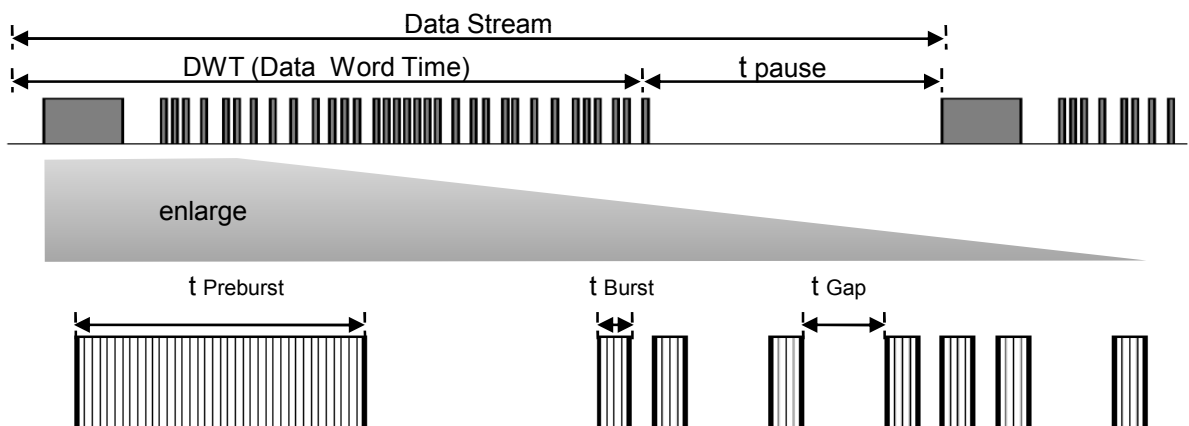 Data Stream
DWT (Data Word Time)
t pause
enlarge
t Preburst
t Burst
t Gap